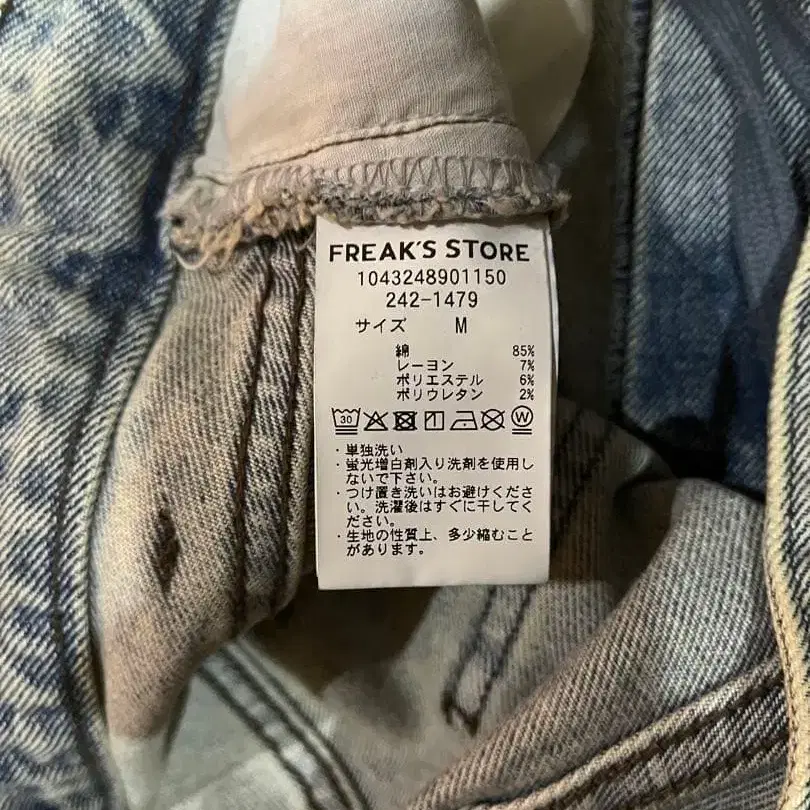 FREAK'S STORE
1043248901150
242-1479
サイズ M
綿 85%
レーヨン 7%
ポリエステル 6%
ポリウレタン 2%
30 W
・単独洗い
・蛍光増白剤入り洗剤を使用し
ないで下さい。
・つけ置き洗いはお避けくださ
い。洗濯後はすぐに干してく
ださい。
・生地の性質上、多少縮むこと
があります。